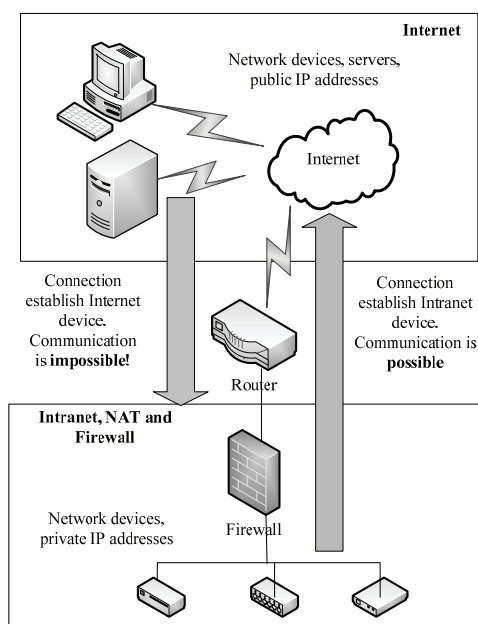 Internet
Network devices, servers,
public IP addresses
Internet
Connection
establish Internet
device.
Communication
is impossible!
Connection
establish Intranet
device.
Communication is
possible
Router
Intranet, NAT and
Firewall
Network devices,
private IP addresses
Firewall